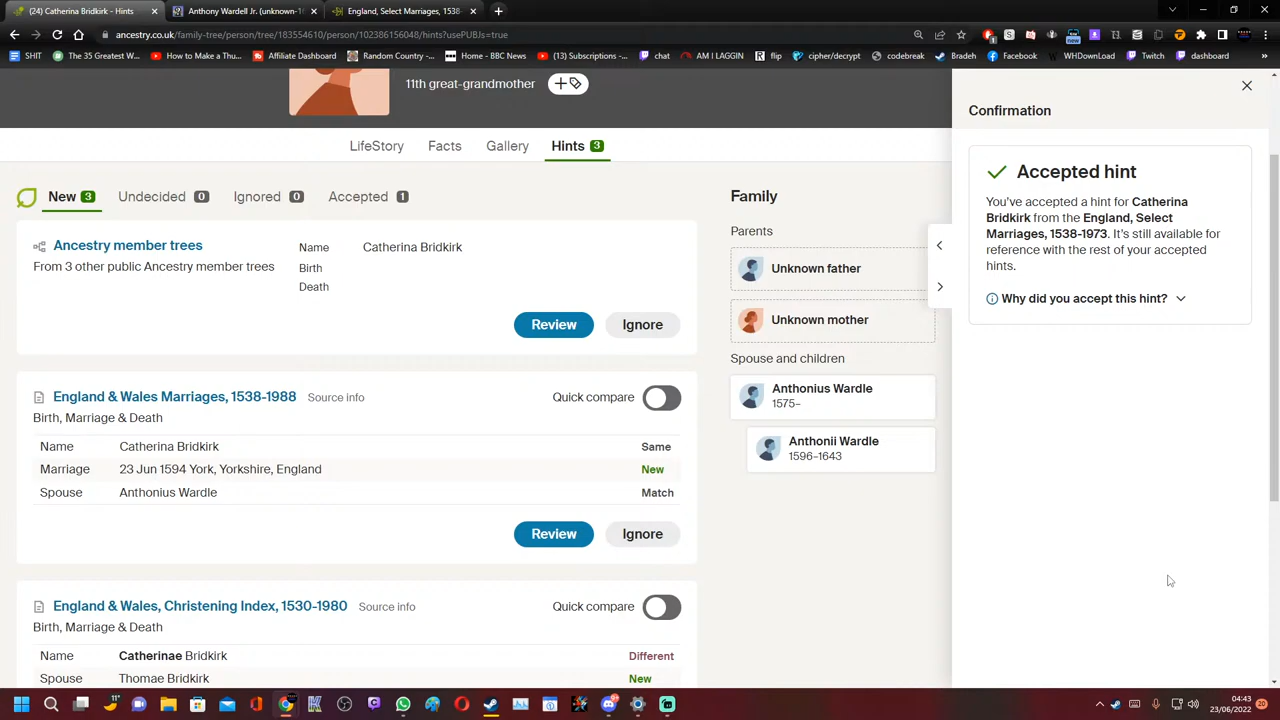 (24) Catherina Bridkirk - Hints
Anthony Wardell Jr. (unknown-1
England, Select Marriages, 1538-
ancestry.co.uk/family-tree/person/tree/183554610/person/102386156048/hints?usePUBJs=true
SHIT
The 35 Greatest W...
How to Make a Thu...
Affiliate Dashboard
Random Country -...
Home - BBC News
(13) Subscriptions -...
chat
AM I LAGGIN
flip
cipher/decrypt
codebreak
Bradeh
Facebook
WHDownLoad
Twitch
dashboard
11th great-grandmother
LifeStory
Facts
Gallery
Hints 3
New 3
Undecided 0
Ignored 0
Accepted 1
Ancestry member trees
From 3 other public Ancestry member trees
Name Catherina Bridkirk
Birth
Death
Review
Ignore
England & Wales Marriages, 1538-1988 Source info
Quick compare
Birth, Marriage & Death
Name Catherina Bridkirk Same
Marriage 23 Jun 1594 York, Yorkshire, England New
Spouse Anthonius Wardle Match
Review
Ignore
England & Wales, Christening Index, 1530-1980 Source info
Quick compare
Birth, Marriage & Death
Name Catherinae Bridkirk Different
Spouse Thomae Bridkirk New
Family
Parents
Unknown father
Unknown mother
Spouse and children
Anthonius Wardle
1575–
Anthonii Wardle
1596–1643
Confirmation
Accepted hint
You've accepted a hint for Catherina
Bridkirk from the England, Select
Marriages, 1538-1973. It's still available for
reference with the rest of your accepted
hints.
Why did you accept this hint?
04:43
23/06/2022